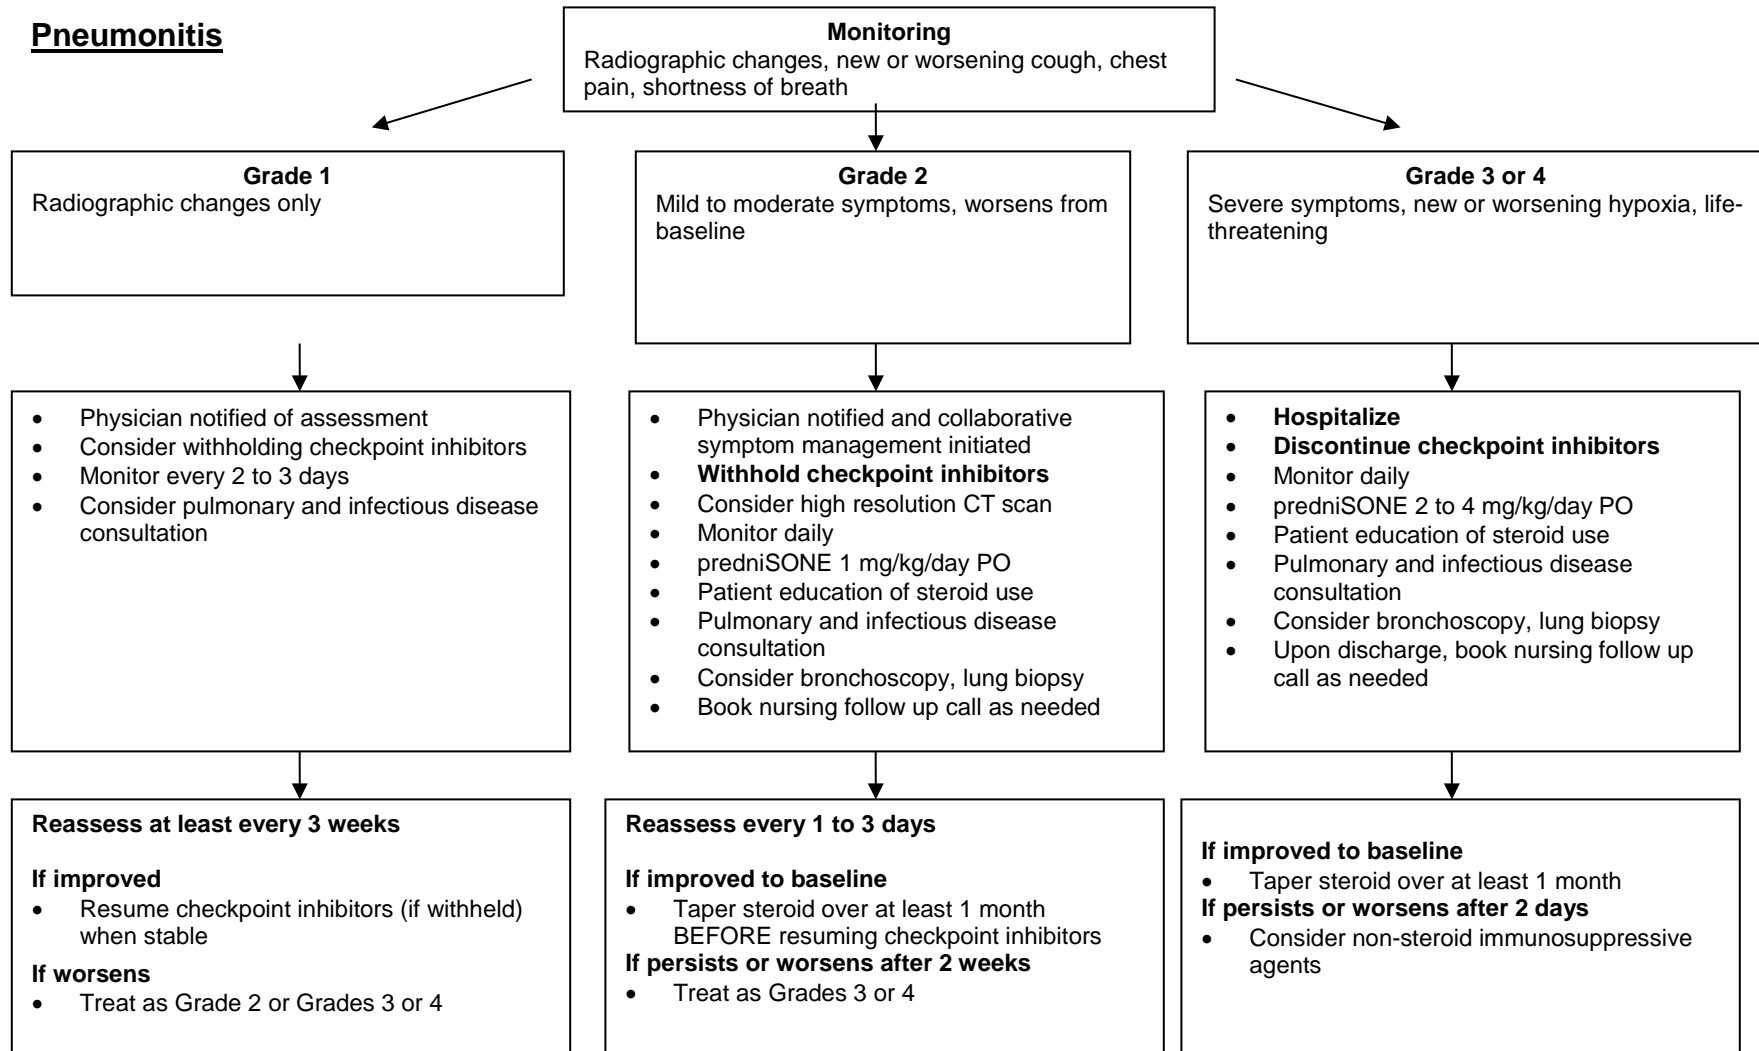 Pneumonitis
Monitoring
Radiographic changes, new or worsening cough, chest
pain, shortness of breath
Grade 1
Radiographic changes only
Grade 2
Mild to moderate symptoms, worsens from
baseline
Grade 3 or 4
Severe symptoms, new or worsening hypoxia, life-
threatening
• Physician notified of assessment
• Consider withholding checkpoint inhibitors
• Monitor every 2 to 3 days
• Consider pulmonary and infectious disease
consultation
• Physician notified and collaborative
symptom management initiated
• Withhold checkpoint inhibitors
• Consider high resolution CT scan
• Monitor daily
• predniSONE 1 mg/kg/day PO
• Patient education of steroid use
• Pulmonary and infectious disease
consultation
• Consider bronchoscopy, lung biopsy
• Book nursing follow up call as needed
• Hospitalize
• Discontinue checkpoint inhibitors
• Monitor daily
• predniSONE 2 to 4 mg/kg/day PO
• Patient education of steroid use
• Pulmonary and infectious disease
consultation
• Consider bronchoscopy, lung biopsy
• Upon discharge, book nursing follow up
call as needed
Reassess at least every 3 weeks
If improved
• Resume checkpoint inhibitors (if withheld)
when stable
If worsens
• Treat as Grade 2 or Grades 3 or 4
Reassess every 1 to 3 days
If improved to baseline
• Taper steroid over at least 1 month
BEFORE resuming checkpoint inhibitors
If persists or worsens after 2 weeks
• Treat as Grades 3 or 4
If improved to baseline
• Taper steroid over at least 1 month
If persists or worsens after 2 days
• Consider non-steroid immunosuppressive
agents